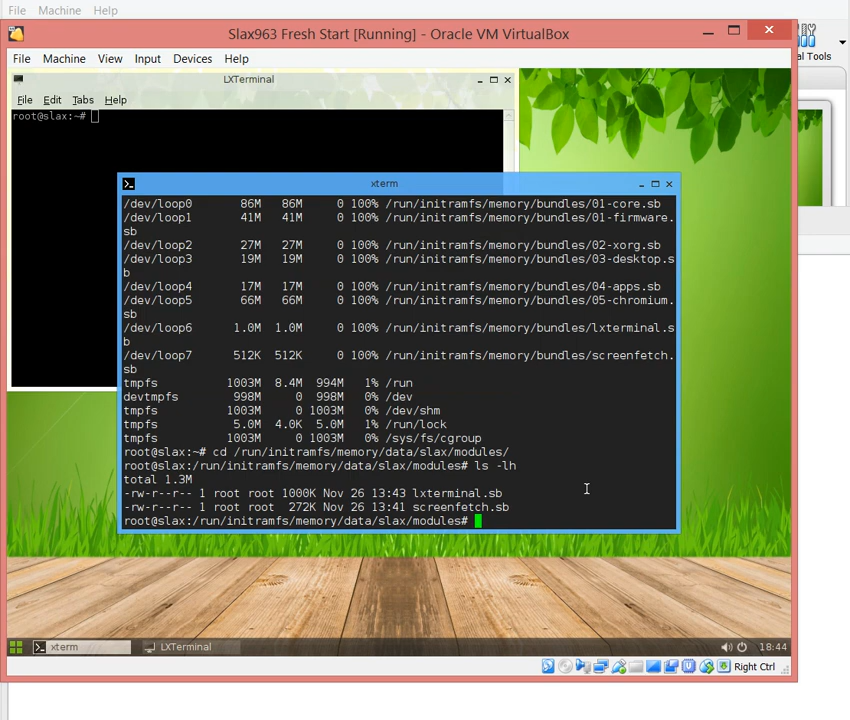 File Machine Help
Slax963 Fresh Start [Running] - Oracle VM VirtualBox
al Tools
File Machine View Input Devices Help
LXTerminal
File Edit Tabs Help
root@slax:~#
xterm
/dev/loop0 86M 86M 0 100% /run/initramfs/memory/bundles/01-core.sb
/dev/loop1 41M 41M 0 100% /run/initramfs/memory/bundles/01-firmware.
sb
/dev/loop2 27M 27M 0 100% /run/initramfs/memory/bundles/02-xorg.sb
/dev/loop3 19M 19M 0 100% /run/initramfs/memory/bundles/03-desktop.s
b
/dev/loop4 17M 17M 0 100% /run/initramfs/memory/bundles/04-apps.sb
/dev/loop5 66M 66M 0 100% /run/initramfs/memory/bundles/05-chromium.
sb
/dev/loop6 1.0M 1.0M 0 100% /run/initramfs/memory/bundles/lxterminal.s
b
/dev/loop7 512K 512K 0 100% /run/initramfs/memory/bundles/screenfetch.
sb
tmpfs 1003M 8.4M 994M 1% /run
devtmpfs 998M 0 998M 0% /dev
tmpfs 1003M 0 1003M 0% /dev/shm
tmpfs 5.0M 4.0K 5.0M 1% /run/lock
tmpfs 1003M 0 1003M 0% /sys/fs/cgroup
root@slax:~# cd /run/initramfs/memory/data/slax/modules/
root@slax:/run/initramfs/memory/data/slax/modules# ls -lh
total 1.3M
-rw-r--r-- 1 root root 1000K Nov 26 13:43 lxterminal.sb
-rw-r--r-- 1 root root 272K Nov 26 13:41 screenfetch.sb
root@slax:/run/initramfs/memory/data/slax/modules#
xterm LXTerminal 18:44
Right Ctrl